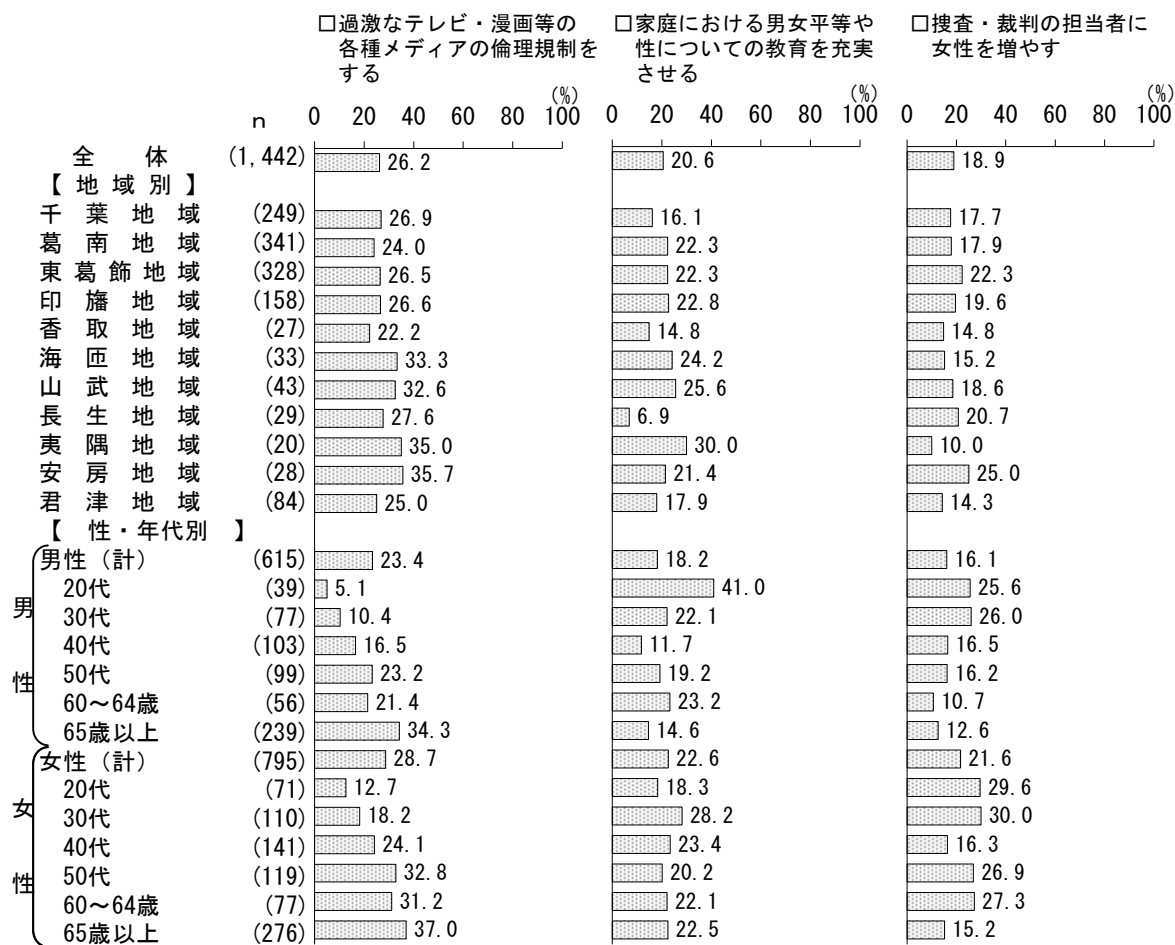 □過激なテレビ・漫画等の
各種メディアの倫理規制を
する
□家庭における男女平等や
性についての教育を充実
させる
□捜査・裁判の担当者に
女性を増やす
(%) (%) (%)
n 0 20 40 60 80 100 0 20 40 60 80 100 0 20 40 60 80 100
全体 (1,442) 26.2 20.6 18.9
【地域別】
千葉地域 (249) 26.9 16.1 17.7
葛南地域 (341) 24.0 22.3 17.9
東葛飾地域 (328) 26.5 22.3 22.3
印旛地域 (158) 26.6 22.8 19.6
香取地域 (27) 22.2 14.8 14.8
海匝地域 (33) 33.3 24.2 15.2
山武地域 (43) 32.6 25.6 18.6
長生地域 (29) 27.6 6.9 20.7
夷隅地域 (20) 35.0 30.0 10.0
安房地域 (28) 35.7 21.4 25.0
君津地域 (84) 25.0 17.9 14.3
【性・年代別】
男性
男性（計） (615) 23.4 18.2 16.1
20代 (39) 5.1 41.0 25.6
30代 (77) 10.4 22.1 26.0
40代 (103) 16.5 11.7 16.5
50代 (99) 23.2 19.2 16.2
60～64歳 (56) 21.4 23.2 10.7
65歳以上 (239) 34.3 14.6 12.6
女性
女性（計） (795) 28.7 22.6 21.6
20代 (71) 12.7 18.3 29.6
30代 (110) 18.2 28.2 30.0
40代 (141) 24.1 23.4 16.3
50代 (119) 32.8 20.2 26.9
60～64歳 (77) 31.2 22.1 27.3
65歳以上 (276) 37.0 22.5 15.2